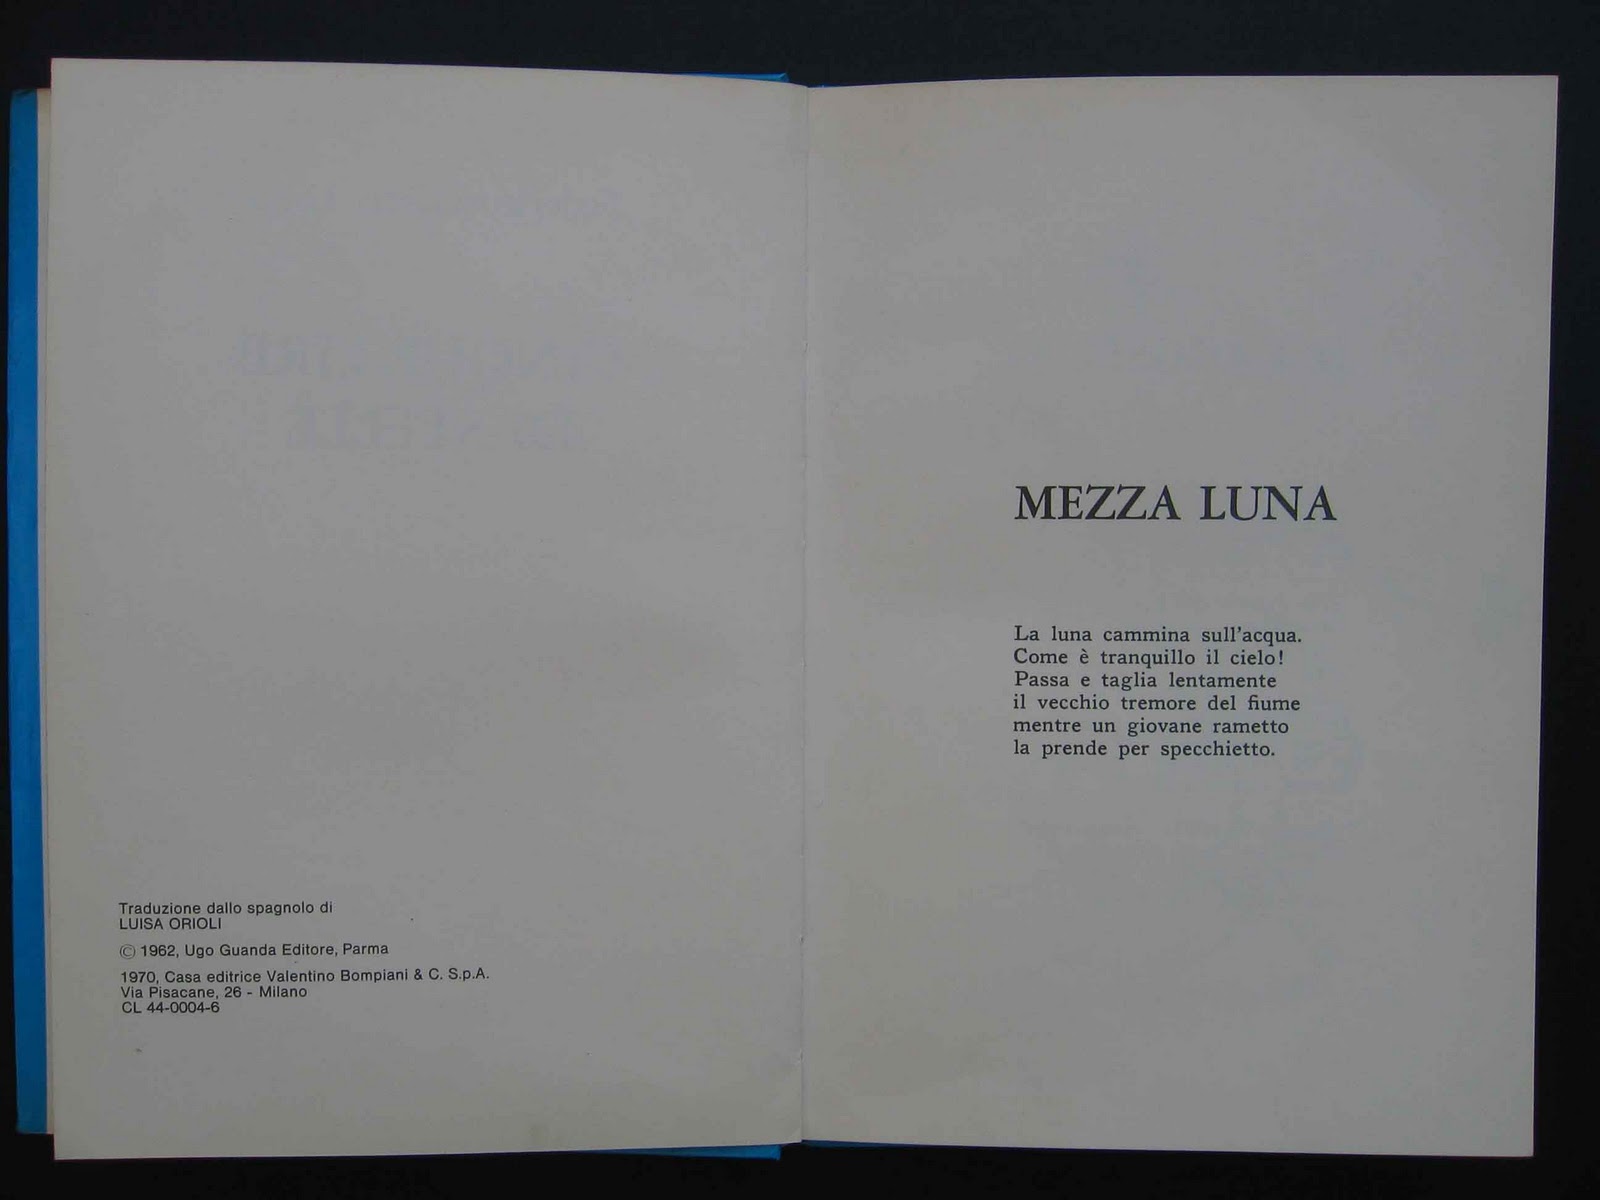 Traduzione dallo spagnolo di
LUISA ORIOLI
© 1962, Ugo Guanda Editore, Parma
1970, Casa editrice Valentino Bompiani & C. S.p.A.
Via Pisacane, 26 - Milano
CL 44-0004-6
MEZZA LUNA
La luna cammina sull'acqua.
Come è tranquillo il cielo!
Passa e taglia lentamente
il vecchio tremore del fiume
mentre un giovane rametto
la prende per specchietto.